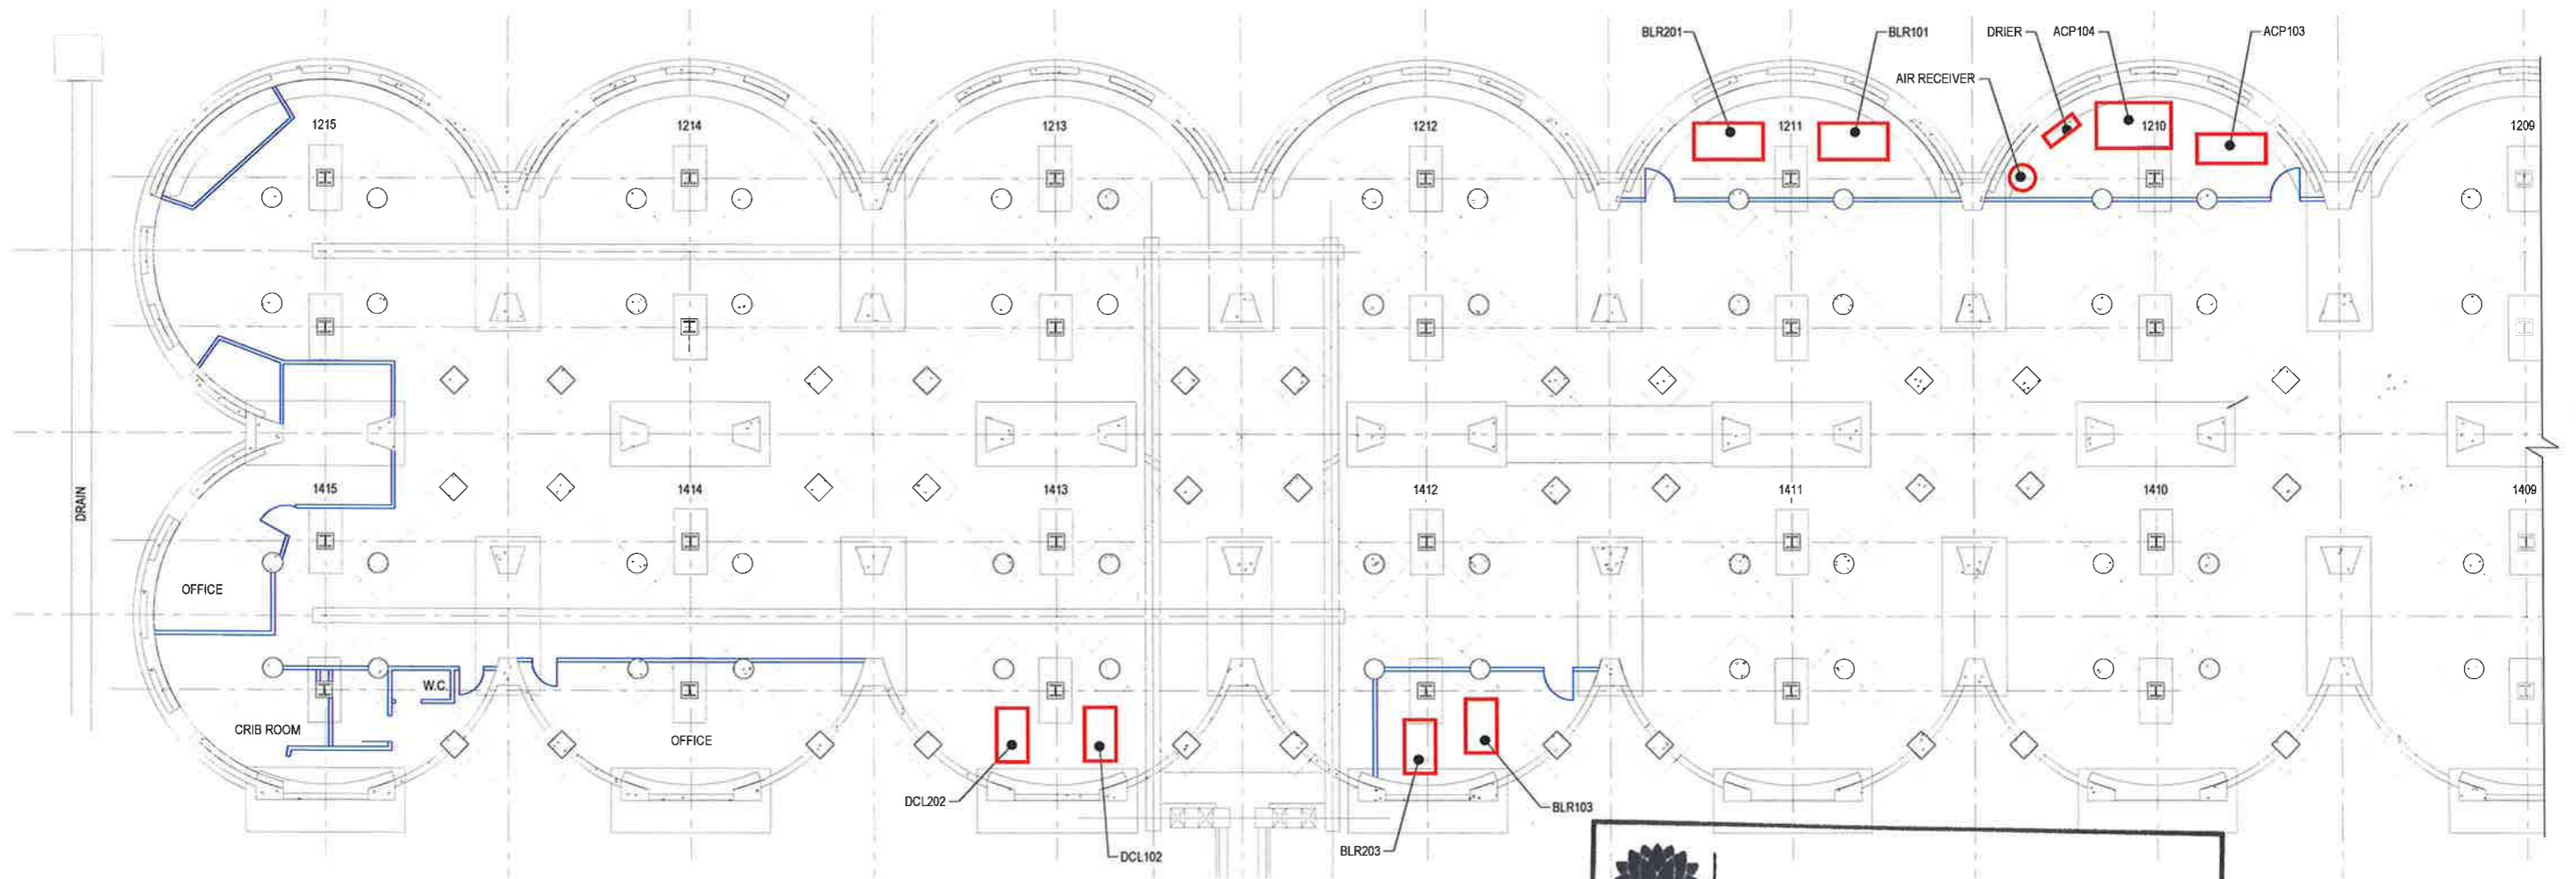 BLR201
BLR101
DRIER
ACP104
ACP103
AIR RECEIVER
1215
1214
1213
1212
1211
1210
1209
DRAIN
1415
1414
1413
1412
1411
1410
1409
OFFICE
W.C.
CRIB ROOM
OFFICE
DCL202
DCL102
BLR203
BLR103